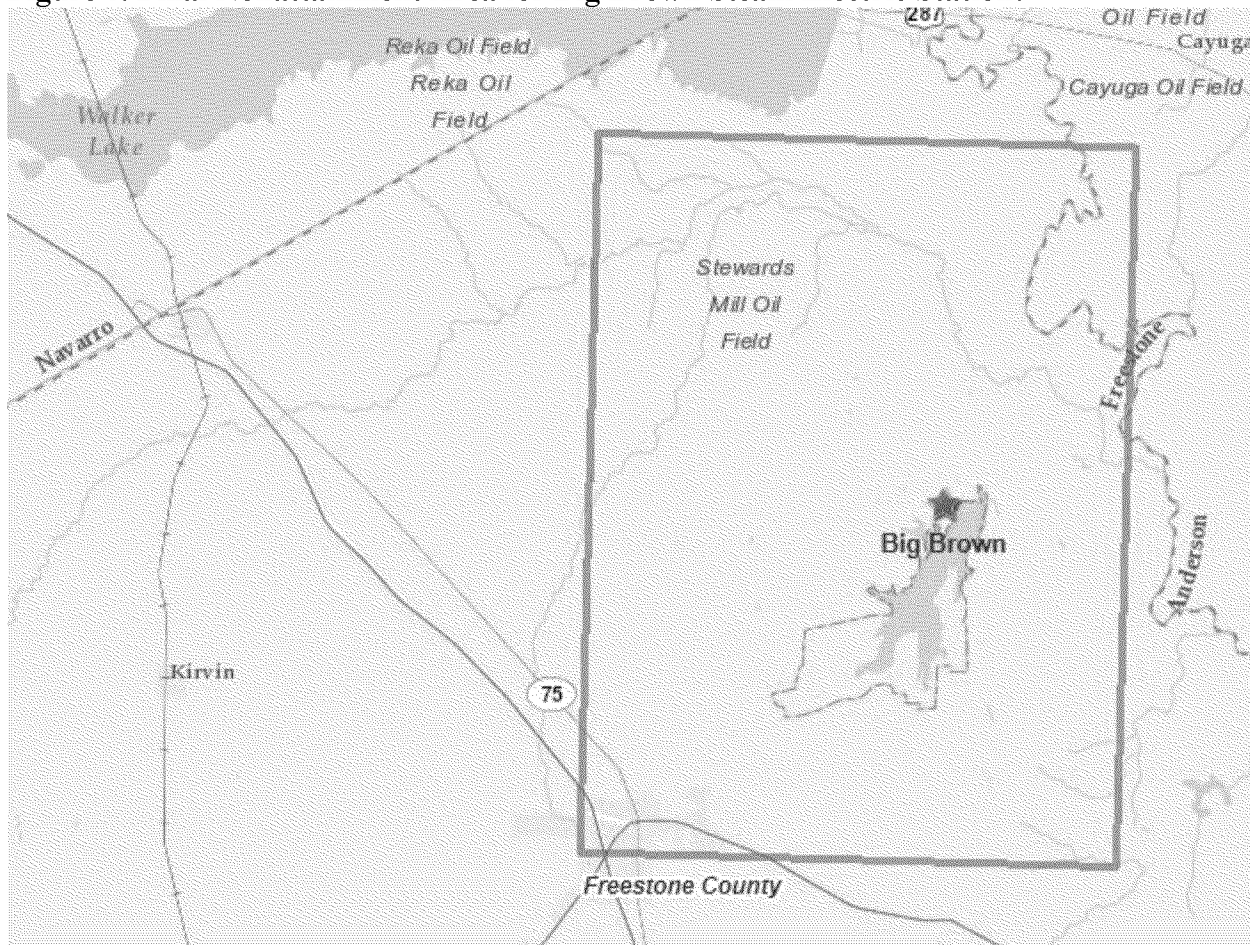 287
Oil Field
Cayuga
Reka Oil Field
Reka Oil
Field
Cayuga Oil Field
Walker
Lake
Stewards
Mill Oil
Field
Navarro
Freestone
Big Brown
Anderson
Kirvin
75
Freestone County